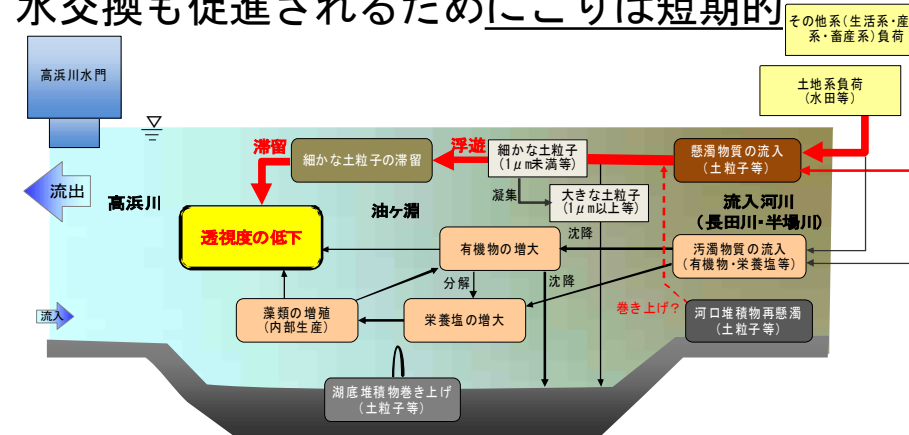 水交換も促進されるためにごりは短期的
その他系（生活系・産
系・畜産系）負荷
高浜川水門
土地系負荷
（水田等）
滞留
細かな土粒子の滞留
浮遊
細かな土粒子
（1μm未満等）
懸濁物質の流入
（土粒子等）
凝集
大きな土粒子
（1μm以上等）
流出
高浜川
油ヶ淵
流入河川
（長田川・半場川）
透視度の低下
有機物の増大
沈降
汚濁物質の流入
（有機物・栄養塩等）
分解
沈降
流入
藻類の増殖
（内部生産）
栄養塩の増大
巻き上げ？
河口堆積物再懸濁
（土粒子等）
湖底堆積物巻き上げ
（土粒子等）